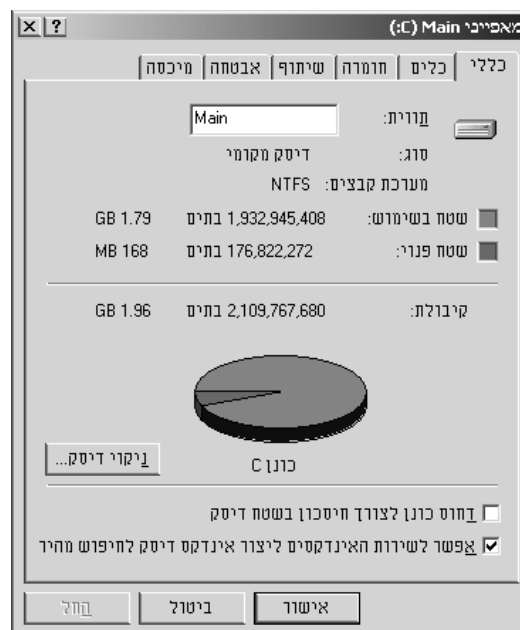 מאפייני Main (C:)
כללי כלים חומרה שיתוף אבטחה מיכסה
תווית: Main
סוג: דיסק מקומי
מערכת קבצים: NTFS
שטח בשימוש: 1,932,945,408 בתים 1.79 GB
שטח פנוי: 176,822,272 בתים 168 MB
קיבולת: 2,109,767,680 בתים 1.96 GB
כונן C
ניקוי דיסק...
דחוס כונן לצורך חיסכון בשטח דיסק
אפשר לשירות האינדקסים ליצור אינדקס דיסק לחיפוש מהיר
אישור ביטול החל